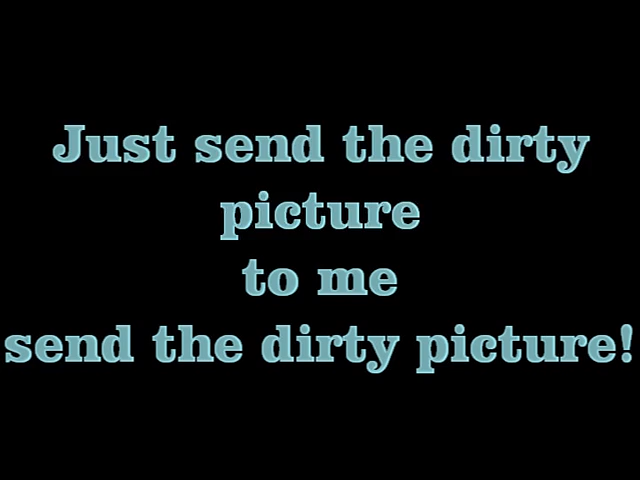 Just send the dirty
picture
to me
send the dirty picture!